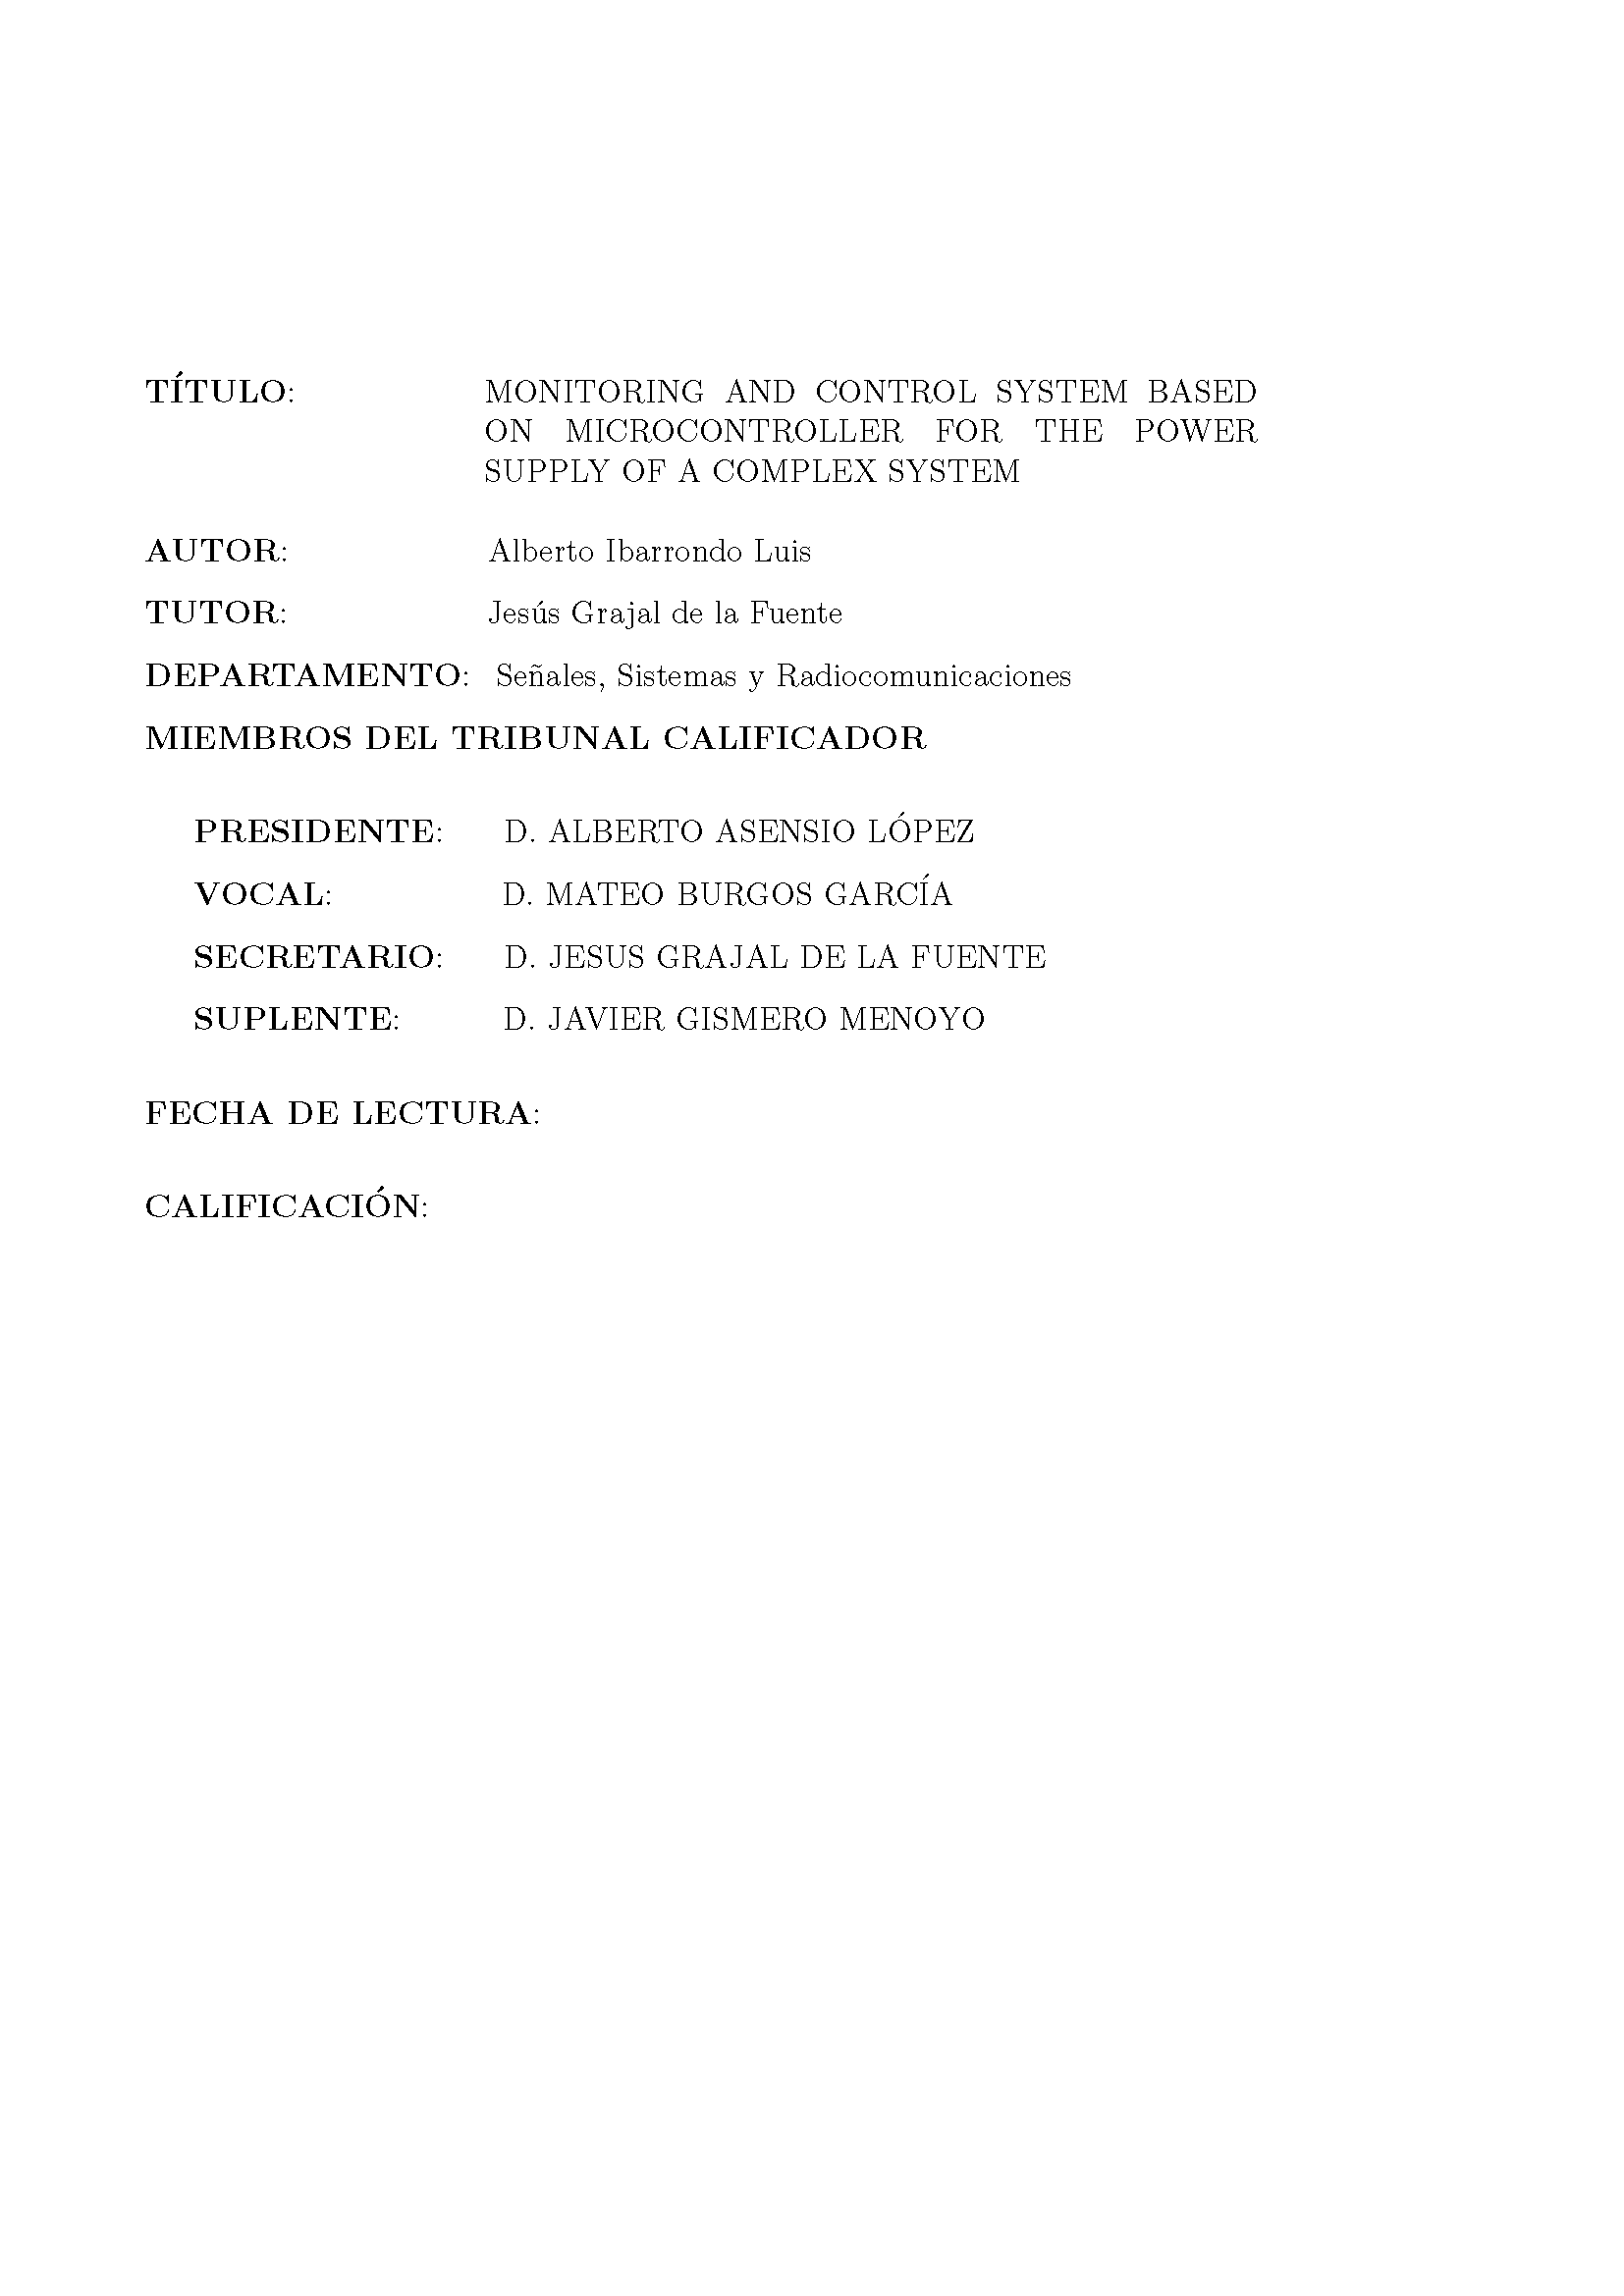 TÍTULO: MONITORING AND CONTROL SYSTEM BASED
ON MICROCONTROLLER FOR THE POWER
SUPPLY OF A COMPLEX SYSTEM
AUTOR: Alberto Ibarrondo Luis
TUTOR: Jesús Grajal de la Fuente
DEPARTAMENTO: Señales, Sistemas y Radiocomunicaciones
MIEMBROS DEL TRIBUNAL CALIFICADOR
PRESIDENTE: D. ALBERTO ASENSIO LÓPEZ
VOCAL: D. MATEO BURGOS GARCÍA
SECRETARIO: D. JESUS GRAJAL DE LA FUENTE
SUPLENTE: D. JAVIER GISMERO MENOYO
FECHA DE LECTURA:
CALIFICACIÓN: